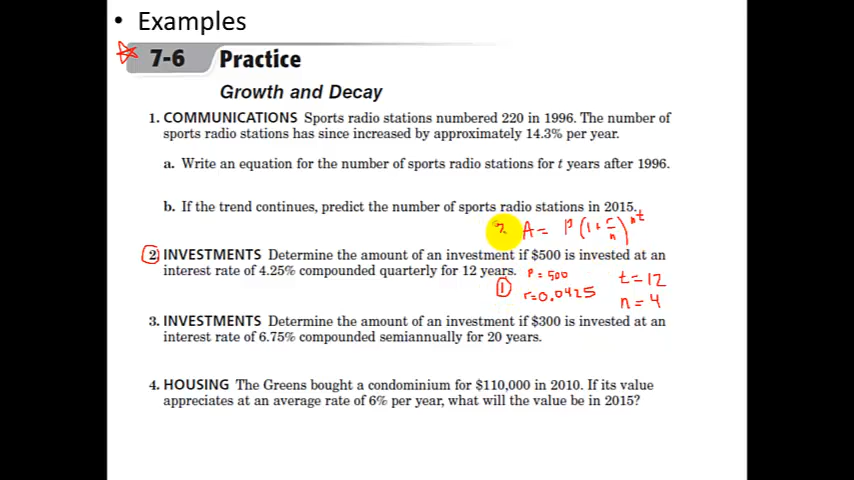 • Examples
7-6 Practice
Growth and Decay
1. COMMUNICATIONS Sports radio stations numbered 220 in 1996. The number of
sports radio stations has since increased by approximately 14.3% per year.
a. Write an equation for the number of sports radio stations for t years after 1996.
b. If the trend continues, predict the number of sports radio stations in 2015.
A = P(1 + r/n)^nt
2. INVESTMENTS Determine the amount of an investment if $500 is invested at an
interest rate of 4.25% compounded quarterly for 12 years.
P = 500 t = 12
1 r = 0.0425 n = 4
3. INVESTMENTS Determine the amount of an investment if $300 is invested at an
interest rate of 6.75% compounded semiannually for 20 years.
4. HOUSING The Greens bought a condominium for $110,000 in 2010. If its value
appreciates at an average rate of 6% per year, what will the value be in 2015?